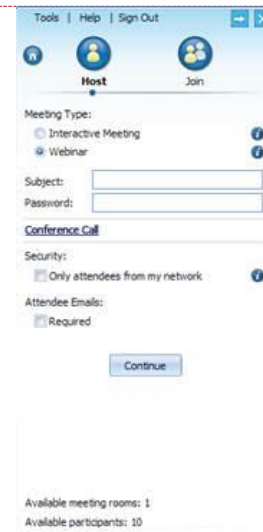 Tools | Help | Sign Out
Host Join
Meeting Type:
Interactive Meeting
Webinar
Subject:
Password:
Conference Call
Security:
Only attendees from my network
Attendee Emails:
Required
Continue
Available meeting rooms: 1
Available participants: 10